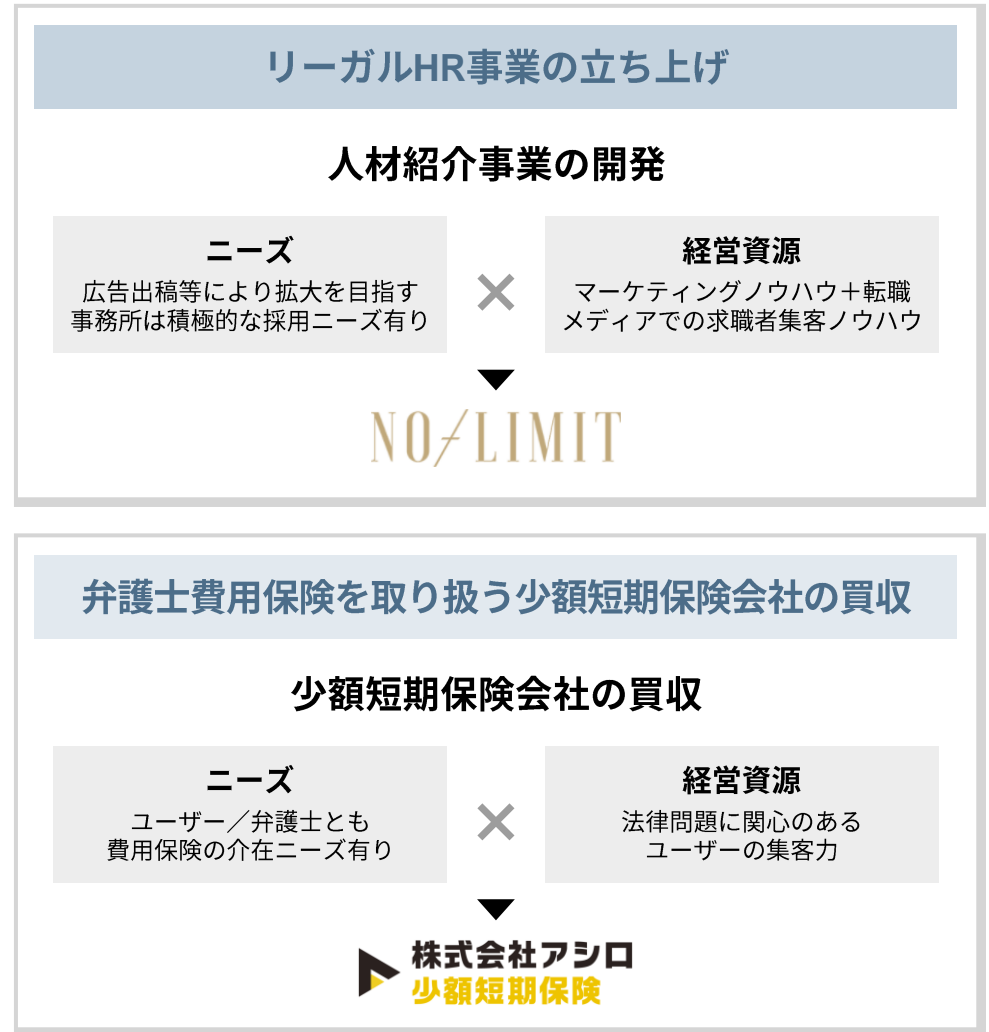 リーガルHR事業の立ち上げ
人材紹介事業の開発
ニーズ
広告出稿等により拡大を目指す
事務所は積極的な採用ニーズ有り
×
経営資源
マーケティングノウハウ＋転職
メディアでの求職者集客ノウハウ
NO/LIMIT
弁護士費用保険を取り扱う少額短期保険会社の買収
少額短期保険会社の買収
ニーズ
ユーザー／弁護士とも
費用保険の介在ニーズ有り
×
経営資源
法律問題に関心のある
ユーザーの集客力
株式会社アシロ
少額短期保険